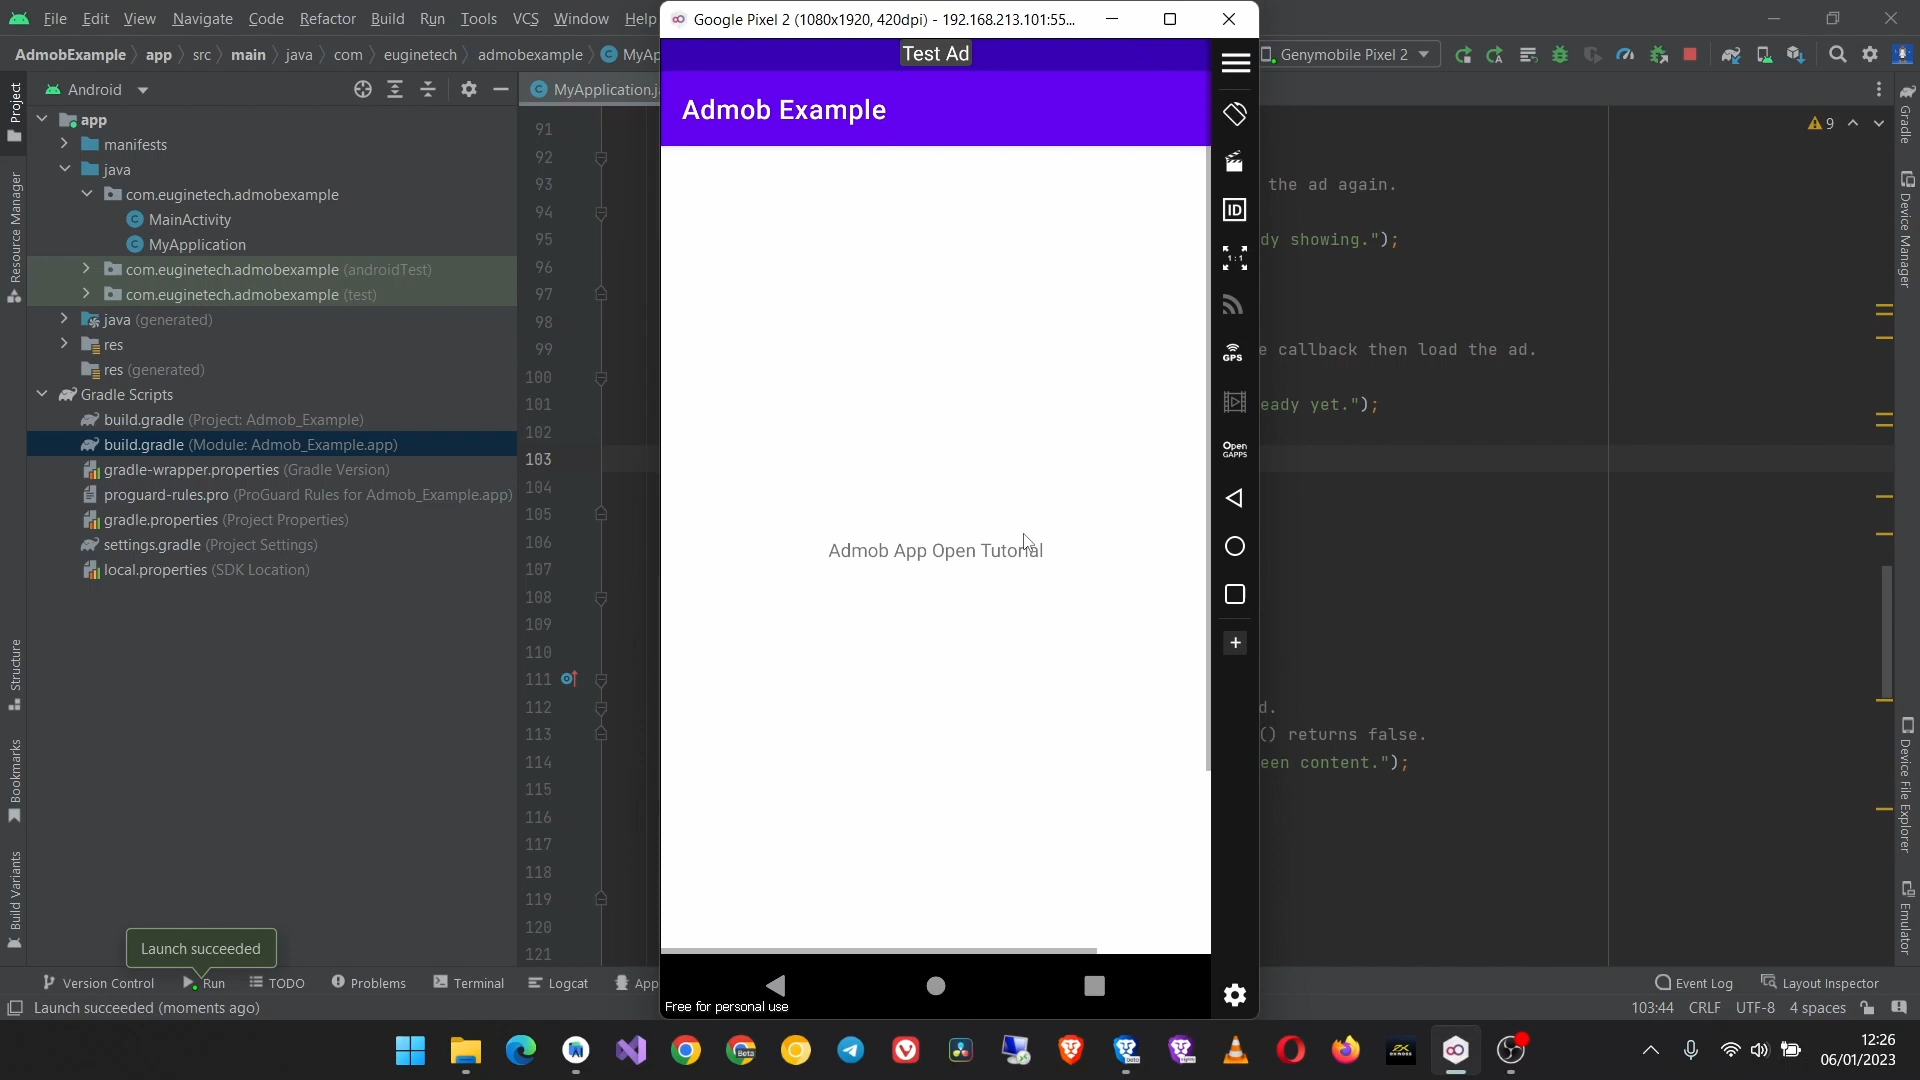 File Edit View Navigate Code Refactor Build Run Tools VCS Window Help
Google Pixel 2 (1080x1920, 420dpi) - 192.168.213.101:55...
AdmobExample app src main java com euginetech admobexample MyAp
Genymobile Pixel 2
Test Ad
Admob Example
Android
MyApplication.j
Project
Resource Manager
Structure
Bookmarks
Build Variants
app
manifests
java
com.euginetech.admobexample
MainActivity
MyApplication
com.euginetech.admobexample (androidTest)
com.euginetech.admobexample (test)
java (generated)
res
res (generated)
Gradle Scripts
build.gradle (Project: Admob_Example)
build.gradle (Module: Admob_Example.app)
gradle-wrapper.properties (Gradle Version)
proguard-rules.pro (ProGuard Rules for Admob_Example.app)
gradle.properties (Project Properties)
settings.gradle (Project Settings)
local.properties (SDK Location)
91
92
93
94
95
96
97
98
99
100
101
102
103
104
105
106
107
108
109
110
111
112
113
114
115
116
117
118
119
120
121
Admob App Open Tutorial
ID
1:1
GPS
Open
GAPPS
Free for personal use
9
the ad again.
dy showing.");
e callback then load the ad.
eady yet.");
d.
() returns false.
een content.");
Gradle
Device Manager
Device File Explorer
Emulator
Launch succeeded
Version Control Run TODO Problems Terminal Logcat App
Event Log Layout Inspector
Launch succeeded (moments ago)
103:44 CRLF UTF-8 4 spaces
Beta
12:26
06/01/2023